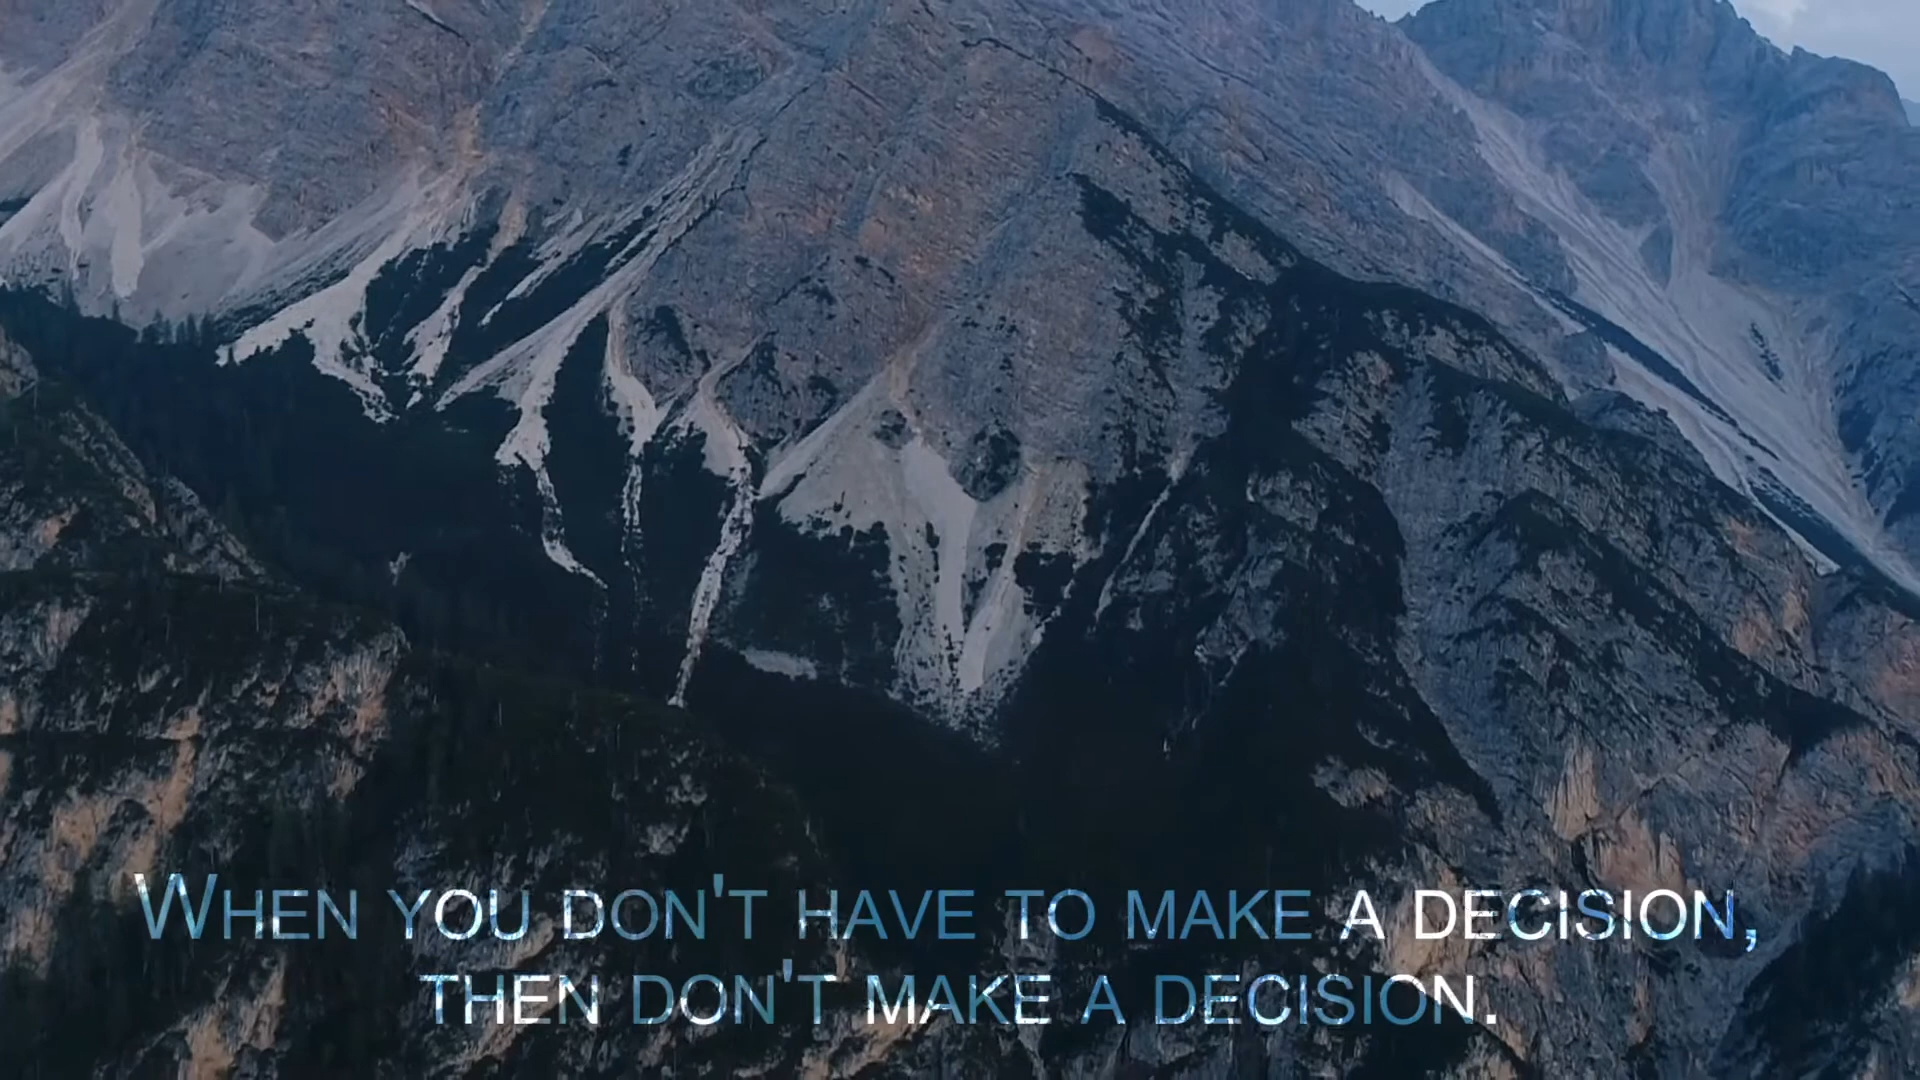 When you don't have to make a decision,
then don't make a decision.